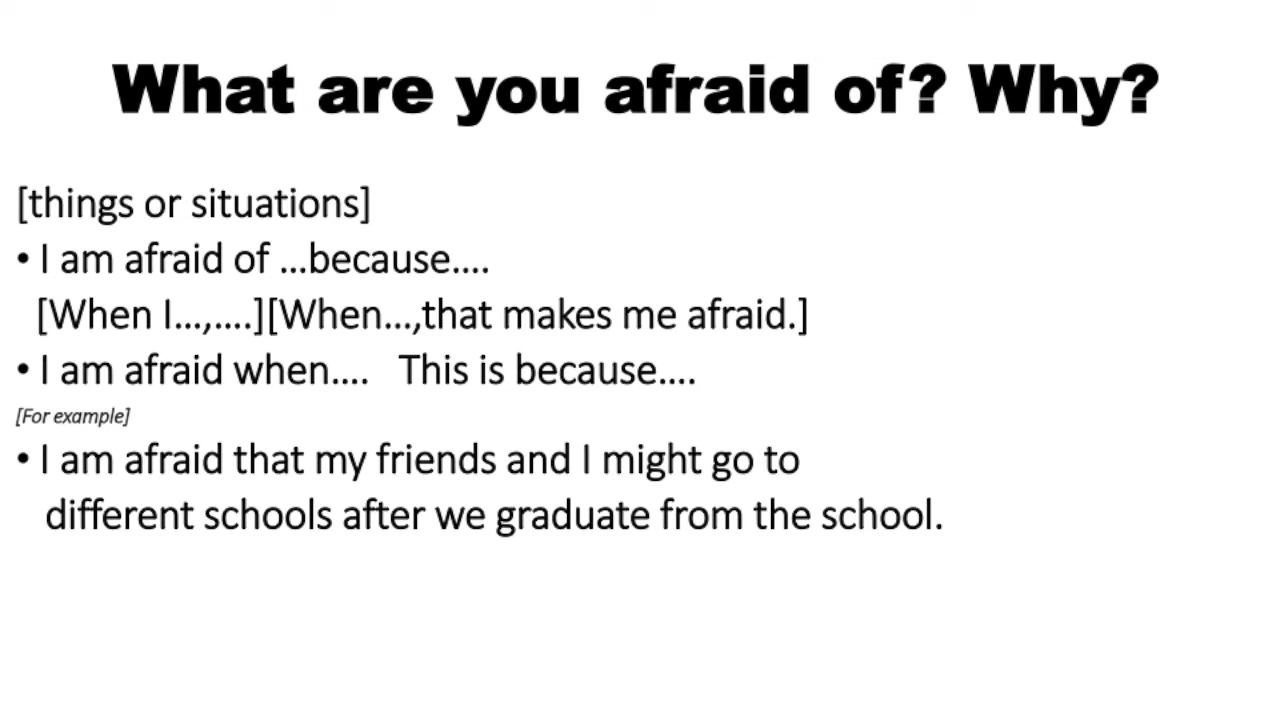 What are you afraid of? Why?
[things or situations]
• I am afraid of ...because....
[When I...,....][When...,that makes me afraid.]
• I am afraid when....   This is because....
[For example]
• I am afraid that my friends and I might go to
different schools after we graduate from the school.